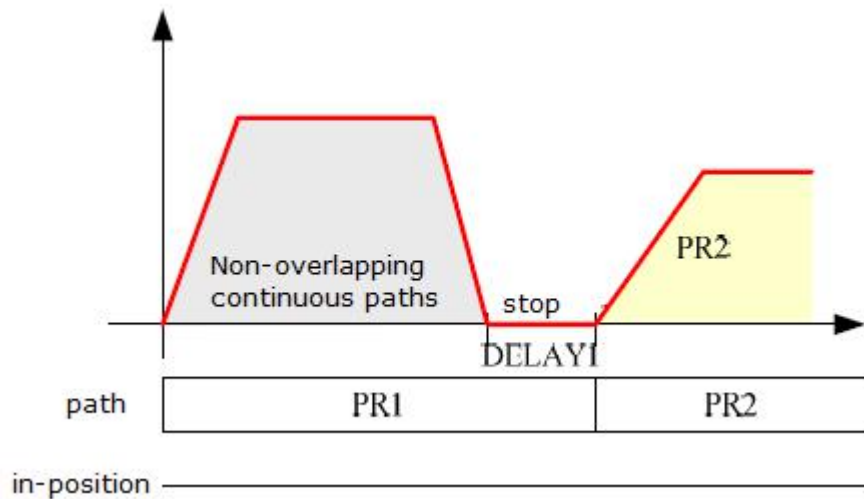 Non-overlapping
continuous paths
stop
PR2
DELAY1
path
PR1
PR2
in-position